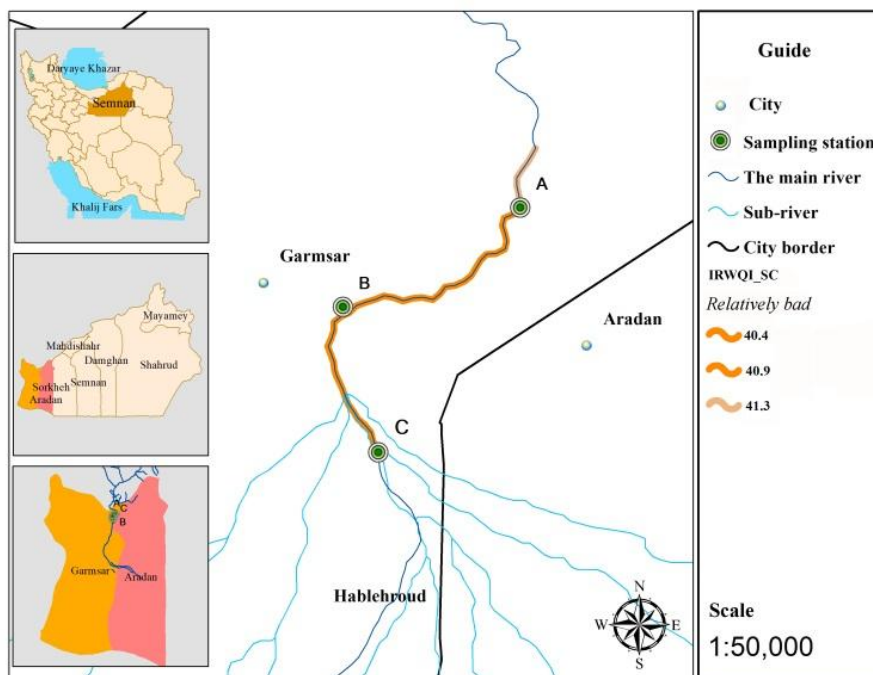 Daryaye Khazar
Semnan
Khalij Fars
Mayamey
Mahdishahr
Damghan
Shahrud
Sorkheh
Semnan
Aradan
A
C
B
Garmsar
Aradan
A
Garmsar
B
Aradan
C
Hablehroud
N
W
E
S
Guide
City
Sampling station
The main river
Sub-river
City border
IRWQI_SC
Relatively bad
40.4
40.9
41.3
Scale
1:50,000